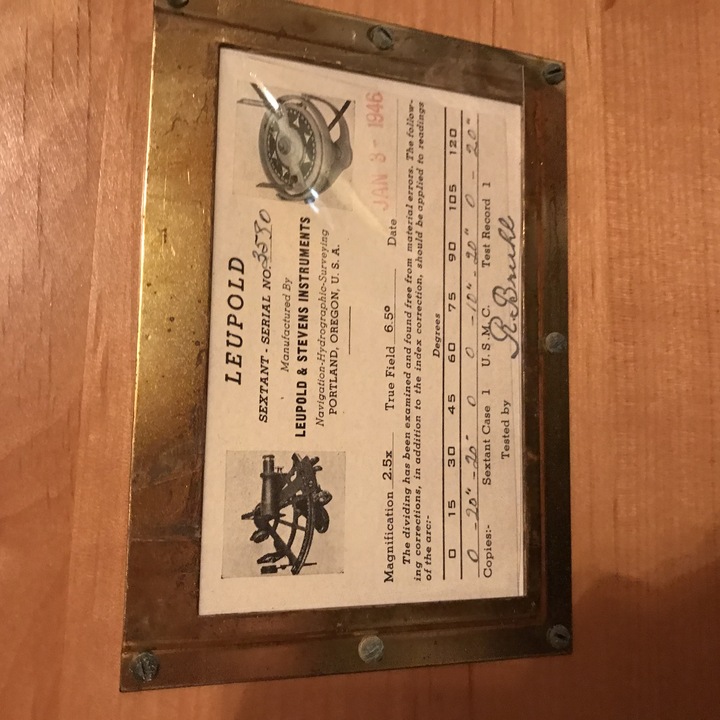 LEUPOLD
SEXTANT - SERIAL NO.
Manufactured By
LEUPOLD & STEVENS INSTRUMENTS
Navigation-Hydrographic-Surveying
PORTLAND, OREGON, U. S. A.
Magnification 2.5x True Field 6.5º Date JAN 3 - 1946
The dividing has been examined and found free from material errors. The follow-
ing corrections, in addition to the index correction, should be applied to readings
of the arc:-
Degrees
0 15 30 45 60 75 90 105 120
0 -20" -20" 0 0 -10" -20" 0 -20"
Copies:- Sextant Case 1 U.S.M.C. Test Record 1
Tested by